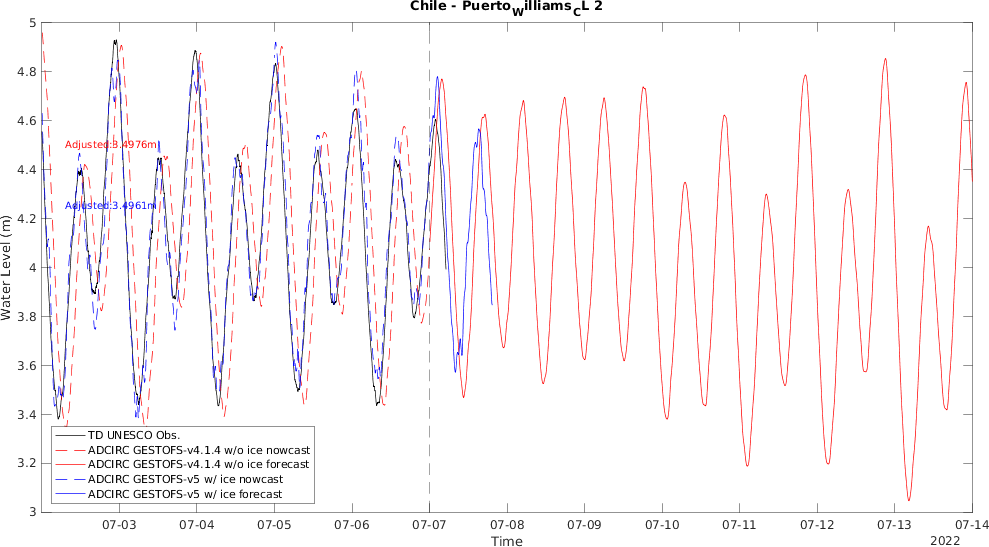 Chile - Puerto_Williams_CL 2
Water Level (m)
5
4.8
4.6
4.4
4.2
4
3.8
3.6
3.4
3.2
3
Adjusted:3.4976m
Adjusted:3.4961m
TD UNESCO Obs.
ADCIRC GESTOFS-v4.1.4 w/o ice nowcast
ADCIRC GESTOFS-v4.1.4 w/o ice forecast
ADCIRC GESTOFS-v5 w/ ice nowcast
ADCIRC GESTOFS-v5 w/ ice forecast
07-03 07-04 07-05 07-06 07-07 07-08 07-09 07-10 07-11 07-12 07-13 07-14
Time
2022